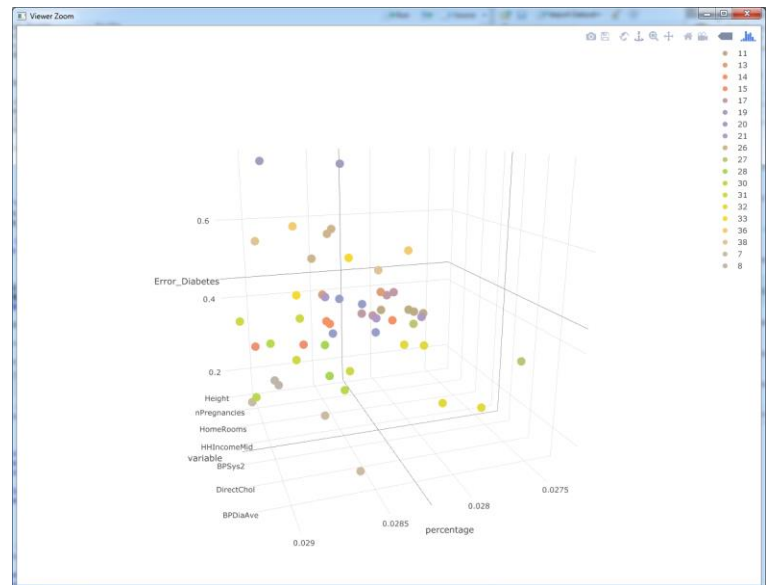 Viewer Zoom
11
13
14
15
17
19
20
21
26
27
28
30
31
32
33
36
38
7
8
0.6
Error_Diabetes
0.4
0.2
Height
nPregnancies
HomeRooms
HHIncomeMid
variable
BPSys2
DirectChol
BPDiaAve
0.029
0.0285
percentage
0.028
0.0275